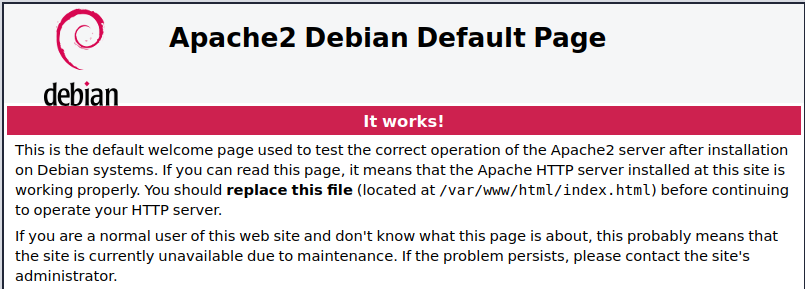 debian
Apache2 Debian Default Page
It works!
This is the default welcome page used to test the correct operation of the Apache2 server after installation
on Debian systems. If you can read this page, it means that the Apache HTTP server installed at this site is
working properly. You should replace this file (located at /var/www/html/index.html) before continuing
to operate your HTTP server.
If you are a normal user of this web site and don't know what this page is about, this probably means that
the site is currently unavailable due to maintenance. If the problem persists, please contact the site's
administrator.